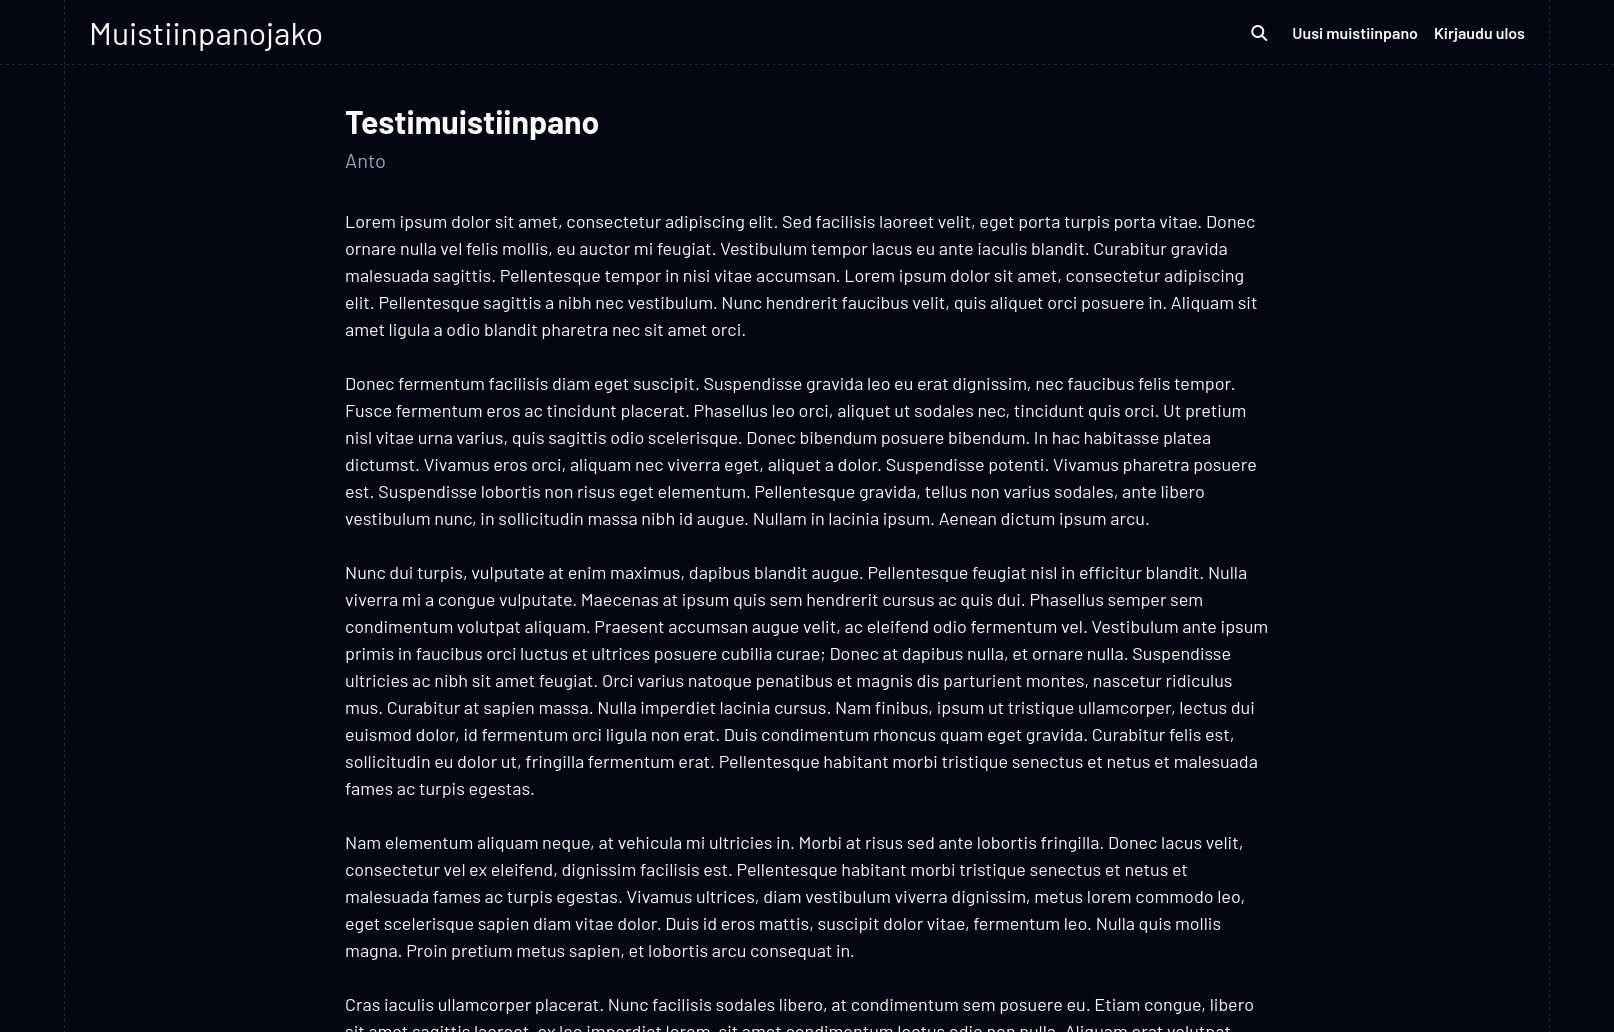 Muistiinpanojako
Uusi muistiinpano
Kirjaudu ulos
Testimuistiinpano
Anto
Lorem ipsum dolor sit amet, consectetur adipiscing elit. Sed facilisis laoreet velit, eget porta turpis porta vitae. Donec
ornare nulla vel felis mollis, eu auctor mi feugiat. Vestibulum tempor lacus eu ante iaculis blandit. Curabitur gravida
malesuada sagittis. Pellentesque tempor in nisi vitae accumsan. Lorem ipsum dolor sit amet, consectetur adipiscing
elit. Pellentesque sagittis a nibh nec vestibulum. Nunc hendrerit faucibus velit, quis aliquet orci posuere in. Aliquam sit
amet ligula a odio blandit pharetra nec sit amet orci.
Donec fermentum facilisis diam eget suscipit. Suspendisse gravida leo eu erat dignissim, nec faucibus felis tempor.
Fusce fermentum eros ac tincidunt placerat. Phasellus leo orci, aliquet ut sodales nec, tincidunt quis orci. Ut pretium
nisl vitae urna varius, quis sagittis odio scelerisque. Donec bibendum posuere bibendum. In hac habitasse platea
dictumst. Vivamus eros orci, aliquam nec viverra eget, aliquet a dolor. Suspendisse potenti. Vivamus pharetra posuere
est. Suspendisse lobortis non risus eget elementum. Pellentesque gravida, tellus non varius sodales, ante libero
vestibulum nunc, in sollicitudin massa nibh id augue. Nullam in lacinia ipsum. Aenean dictum ipsum arcu.
Nunc dui turpis, vulputate at enim maximus, dapibus blandit augue. Pellentesque feugiat nisl in efficitur blandit. Nulla
viverra mi a congue vulputate. Maecenas at ipsum quis sem hendrerit cursus ac quis dui. Phasellus semper sem
condimentum volutpat aliquam. Praesent accumsan augue velit, ac eleifend odio fermentum vel. Vestibulum ante ipsum
primis in faucibus orci luctus et ultrices posuere cubilia curae; Donec at dapibus nulla, et ornare nulla. Suspendisse
ultricies ac nibh sit amet feugiat. Orci varius natoque penatibus et magnis dis parturient montes, nascetur ridiculus
mus. Curabitur at sapien massa. Nulla imperdiet lacinia cursus. Nam finibus, ipsum ut tristique ullamcorper, lectus dui
euismod dolor, id fermentum orci ligula non erat. Duis condimentum rhoncus quam eget gravida. Curabitur felis est,
sollicitudin eu dolor ut, fringilla fermentum erat. Pellentesque habitant morbi tristique senectus et netus et malesuada
fames ac turpis egestas.
Nam elementum aliquam neque, at vehicula mi ultricies in. Morbi at risus sed ante lobortis fringilla. Donec lacus velit,
consectetur vel ex eleifend, dignissim facilisis est. Pellentesque habitant morbi tristique senectus et netus et
malesuada fames ac turpis egestas. Vivamus ultrices, diam vestibulum viverra dignissim, metus lorem commodo leo,
eget scelerisque sapien diam vitae dolor. Duis id eros mattis, suscipit dolor vitae, fermentum leo. Nulla quis mollis
magna. Proin pretium metus sapien, et lobortis arcu consequat in.
Cras iaculis ullamcorper placerat. Nunc facilisis sodales libero, at condimentum sem posuere eu. Etiam congue, libero
sit amet sagittis laoreet, ex leo imperdiet lorem, sit amet condimentum lectus odio non nulla. Aliquam erat volutpat.